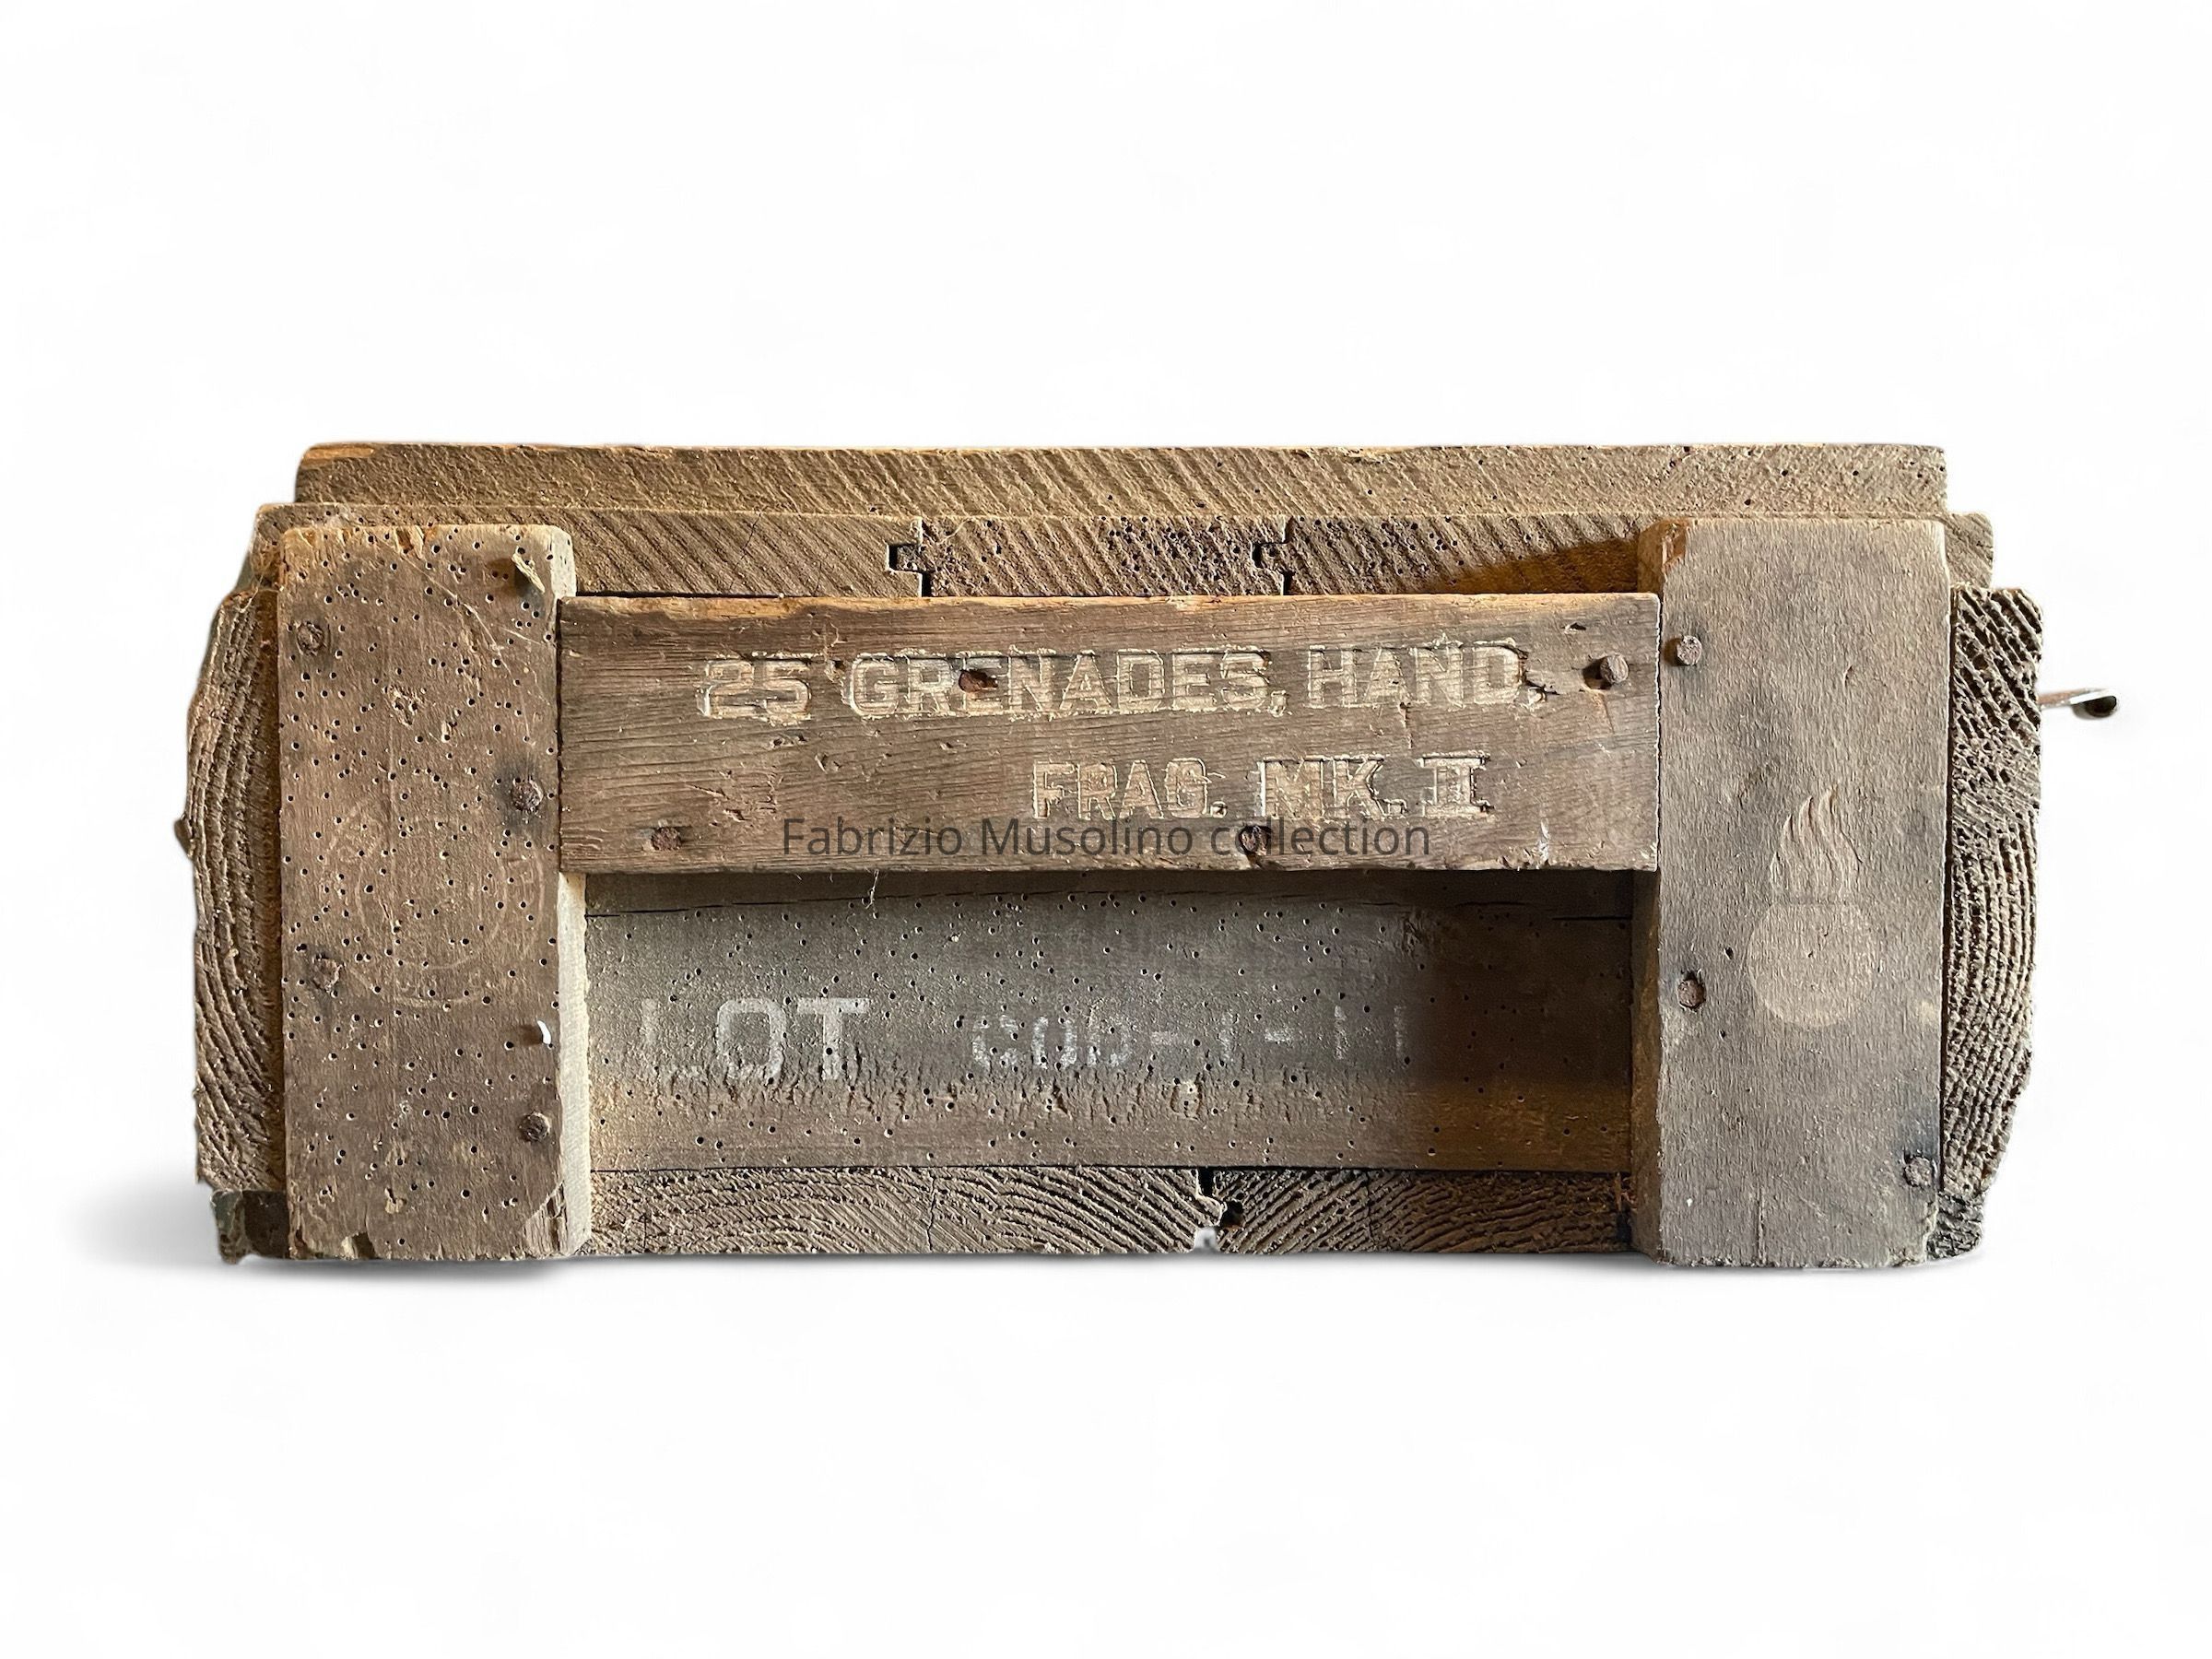 25 GRENADES, HAND,
FRAG. MK. II
Fabrizio Musolino collection
LOT